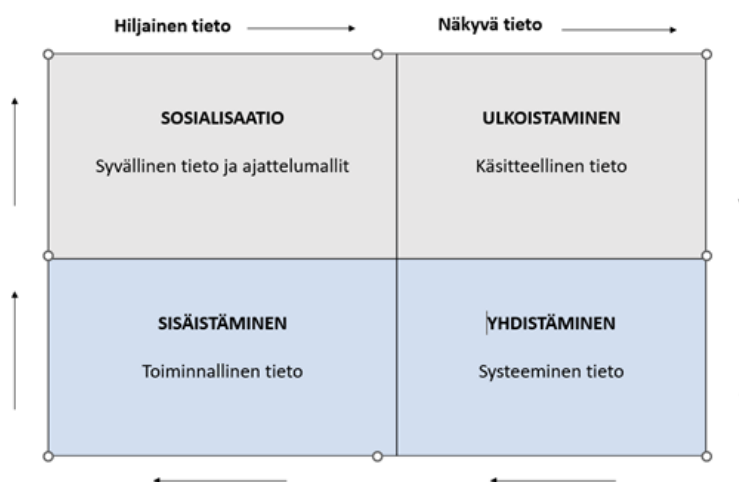 Hiljainen tieto
Näkyvä tieto
SOSIALISAATIO
Syvällinen tieto ja ajattelumallit
ULKOISTAMINEN
Käsitteellinen tieto
SISÄISTÄMINEN
Toiminnallinen tieto
YHDISTÄMINEN
Systeeminen tieto